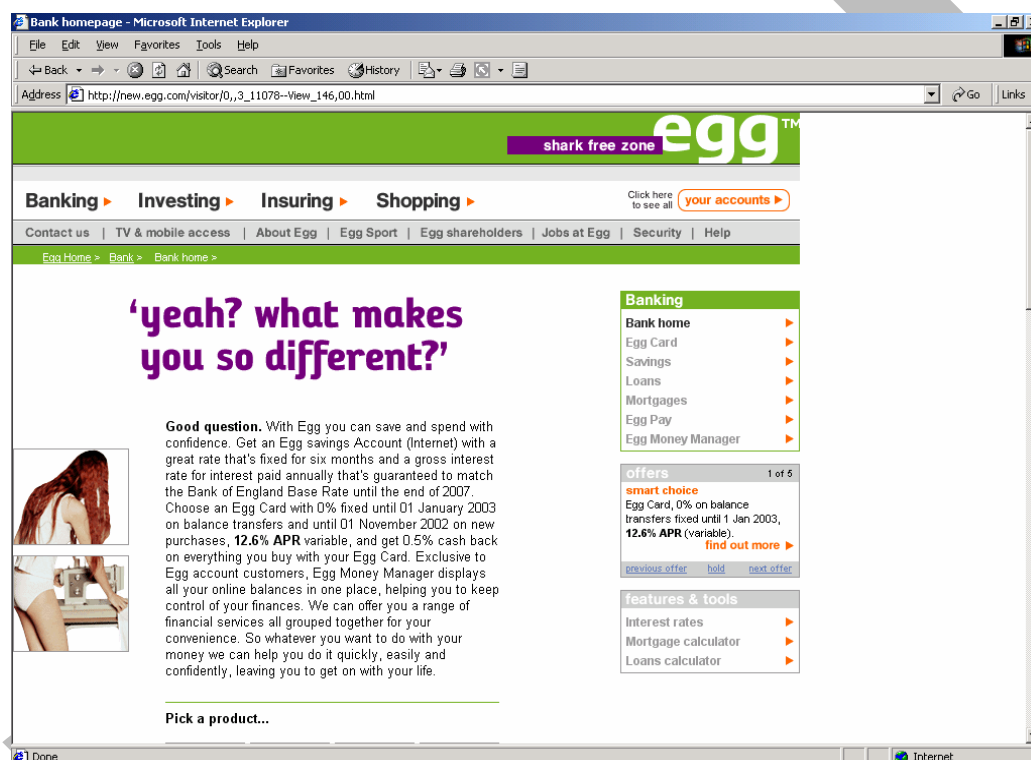 Bank homepage - Microsoft Internet Explorer
File Edit View Favorites Tools Help
Back Search Favorites History
Address http://new.egg.com/visitor/0,,3_11078--View_146,00.html Go Links
shark free zone egg™
Banking Investing Insuring Shopping
Click here to see all your accounts
Contact us | TV & mobile access | About Egg | Egg Sport | Egg shareholders | Jobs at Egg | Security | Help
Egg Home > Bank > Bank home >
‘yeah? what makes
you so different?’
Good question. With Egg you can save and spend with
confidence. Get an Egg savings Account (Internet) with a
great rate that's fixed for six months and a gross interest
rate for interest paid annually that's guaranteed to match
the Bank of England Base Rate until the end of 2007.
Choose an Egg Card with 0% fixed until 01 January 2003
on balance transfers and until 01 November 2002 on new
purchases, 12.6% APR variable, and get 0.5% cash back
on everything you buy with your Egg Card. Exclusive to
Egg account customers, Egg Money Manager displays
all your online balances in one place, helping you to keep
control of your finances. We can offer you a range of
financial services all grouped together for your
convenience. So whatever you want to do with your
money we can help you do it quickly, easily and
confidently, leaving you to get on with your life.
Pick a product...
Banking
Bank home
Egg Card
Savings
Loans
Mortgages
Egg Pay
Egg Money Manager
offers 1 of 5
smart choice
Egg Card, 0% on balance
transfers fixed until 1 Jan 2003,
12.6% APR (variable).
find out more
previous offer hold next offer
features & tools
Interest rates
Mortgage calculator
Loans calculator
Done Internet